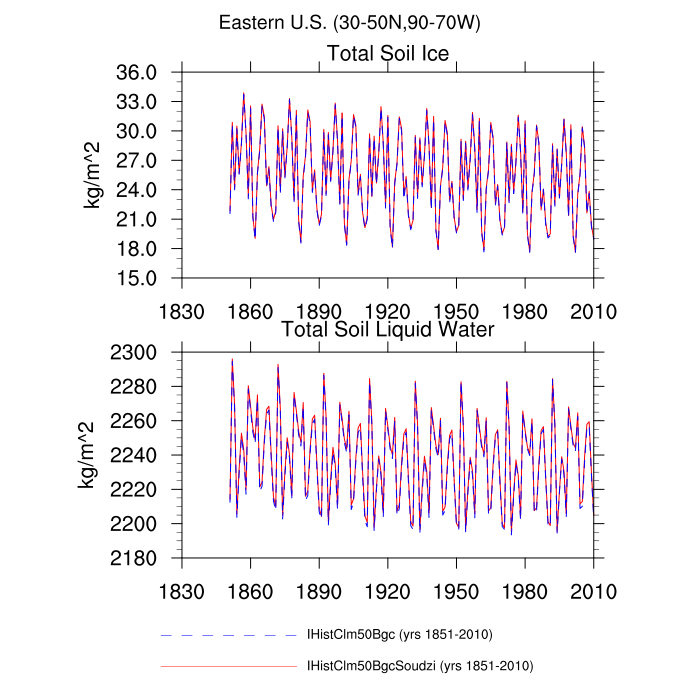 Eastern U.S. (30-50N,90-70W)
Total Soil Ice
36.0
33.0
30.0
27.0
24.0
21.0
18.0
15.0
kg/m^2
1830 1860 1890 1920 1950 1980 2010
Total Soil Liquid Water
2300
2280
2260
2240
2220
2200
2180
kg/m^2
1830 1860 1890 1920 1950 1980 2010
IHistClm50Bgc (yrs 1851-2010)
IHistClm50BgcSoudzi (yrs 1851-2010)